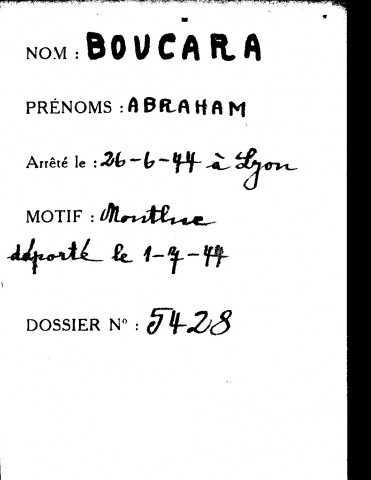 NOM : BOUCARA
PRÉNOMS : ABRAHAM
Arrêté le : 26-6-44 à Lyon
MOTIF : Montluc
déporté le 1-7-44
DOSSIER Nº : 5428